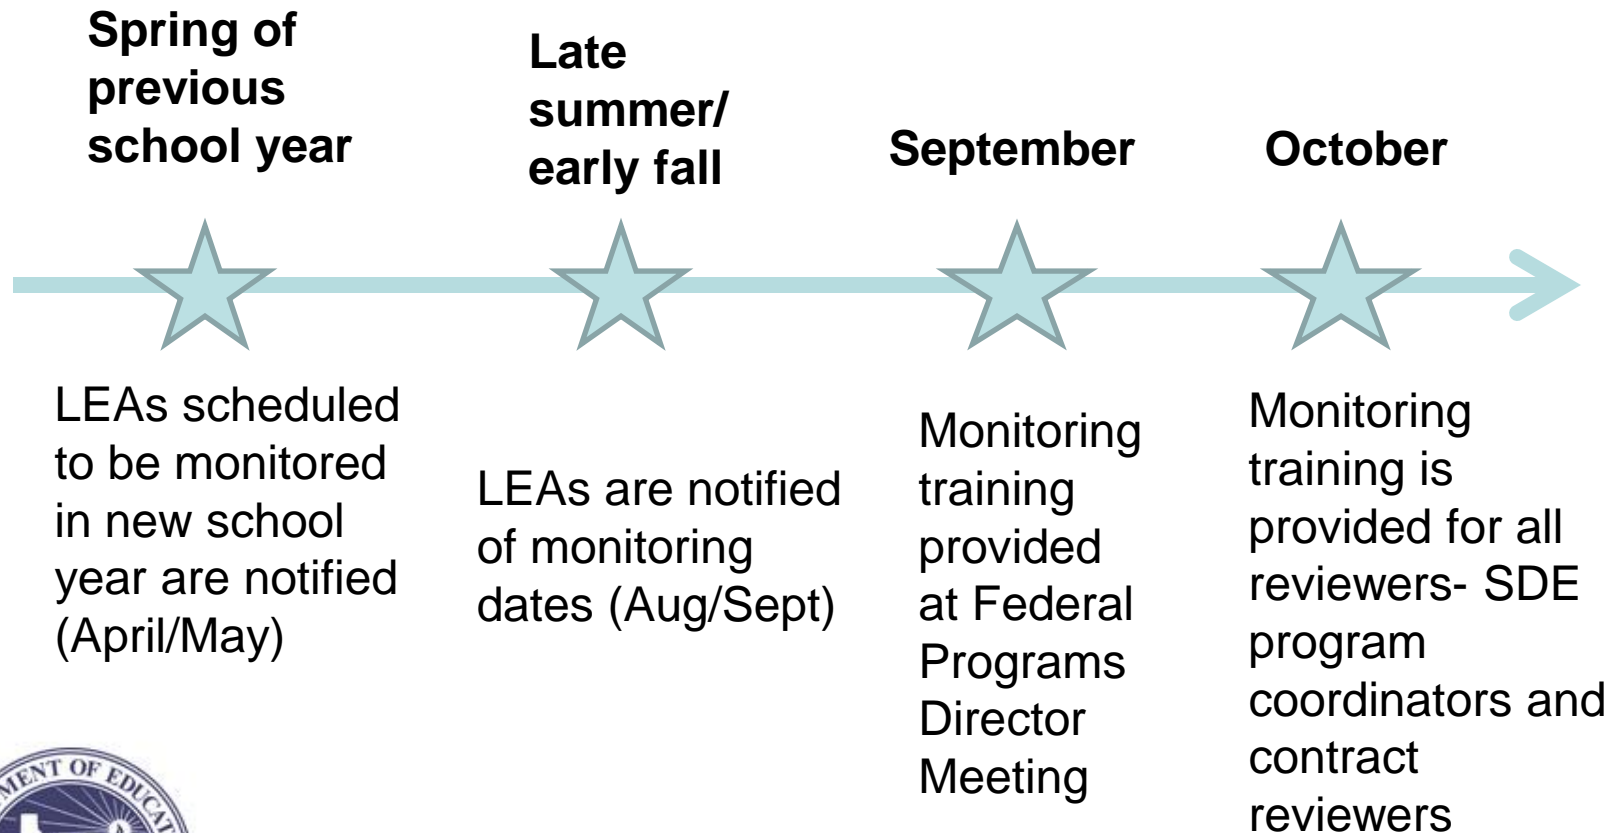 Spring of
previous
school year
Late
summer/
early fall
September
October
LEAs scheduled
to be monitored
in new school
year are notified
(April/May)
LEAs are notified
of monitoring
dates (Aug/Sept)
Monitoring
training
provided
at Federal
Programs
Director
Meeting
Monitoring
training is
provided for all
reviewers- SDE
program
coordinators and
contract
reviewers
OF